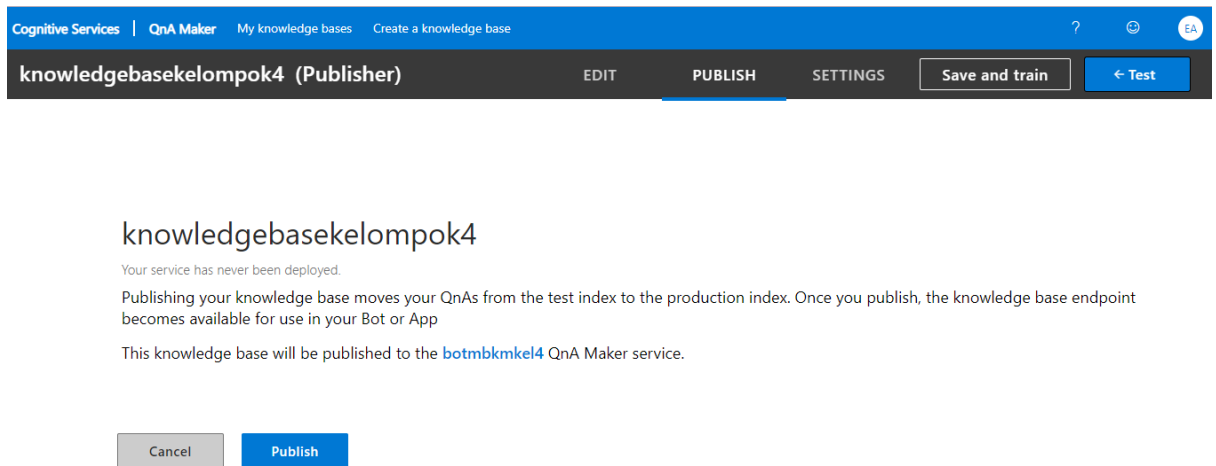 Cognitive Services | QnA Maker My knowledge bases Create a knowledge base ? EA
knowledgebasekelompok4 (Publisher) EDIT PUBLISH SETTINGS Save and train ← Test
knowledgebasekelompok4
Your service has never been deployed.
Publishing your knowledge base moves your QnAs from the test index to the production index. Once you publish, the knowledge base endpoint
becomes available for use in your Bot or App
This knowledge base will be published to the botmbkmkel4 QnA Maker service.
Cancel Publish